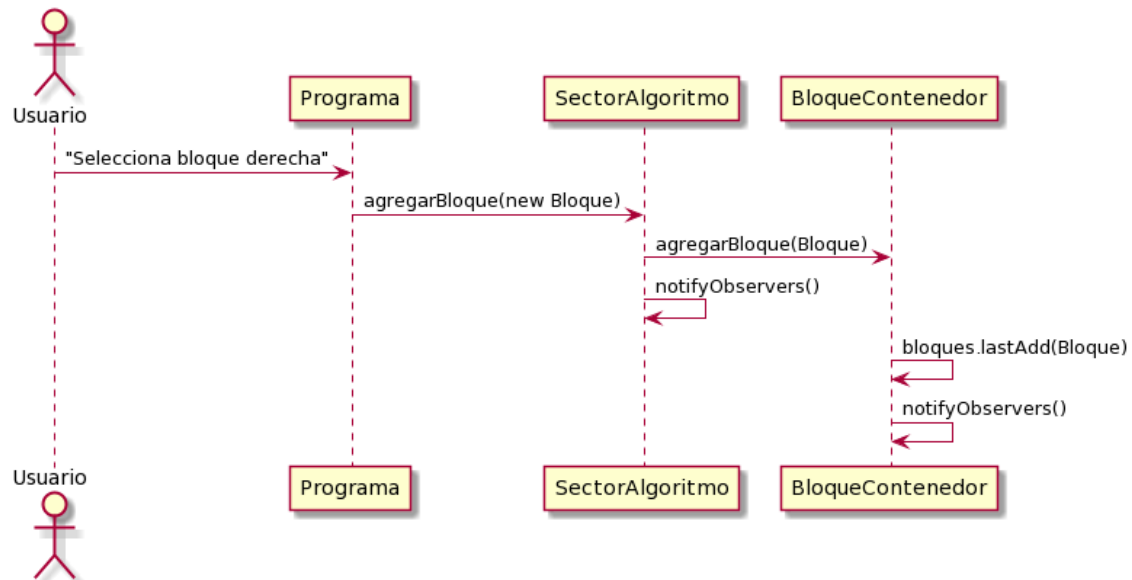 Usuario
Programa
SectorAlgoritmo
BloqueContenedor
"Selecciona bloque derecha"
agregarBloque(new Bloque)
agregarBloque(Bloque)
notifyObservers()
bloques.lastAdd(Bloque)
notifyObservers()
Usuario
Programa
SectorAlgoritmo
BloqueContenedor